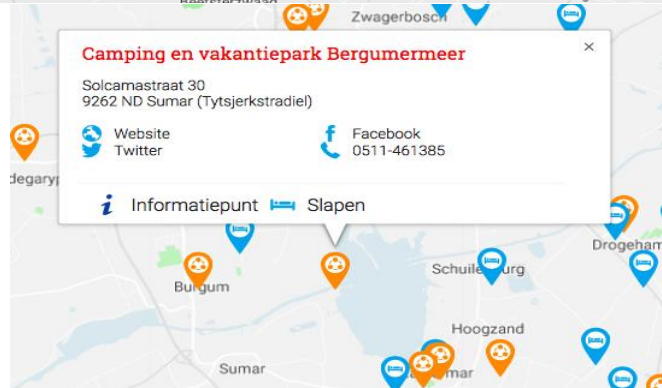 Zwagerbosch
Camping en vakantiepark Bergumermeer
×
Solcamastraat 30
9262 ND Sumar (Tytsjerkstradiel)
Website
Facebook
Twitter
0511-461385
Informatiepunt
Slapen
Drogeham
Burgum
Hoogzand
Sumar